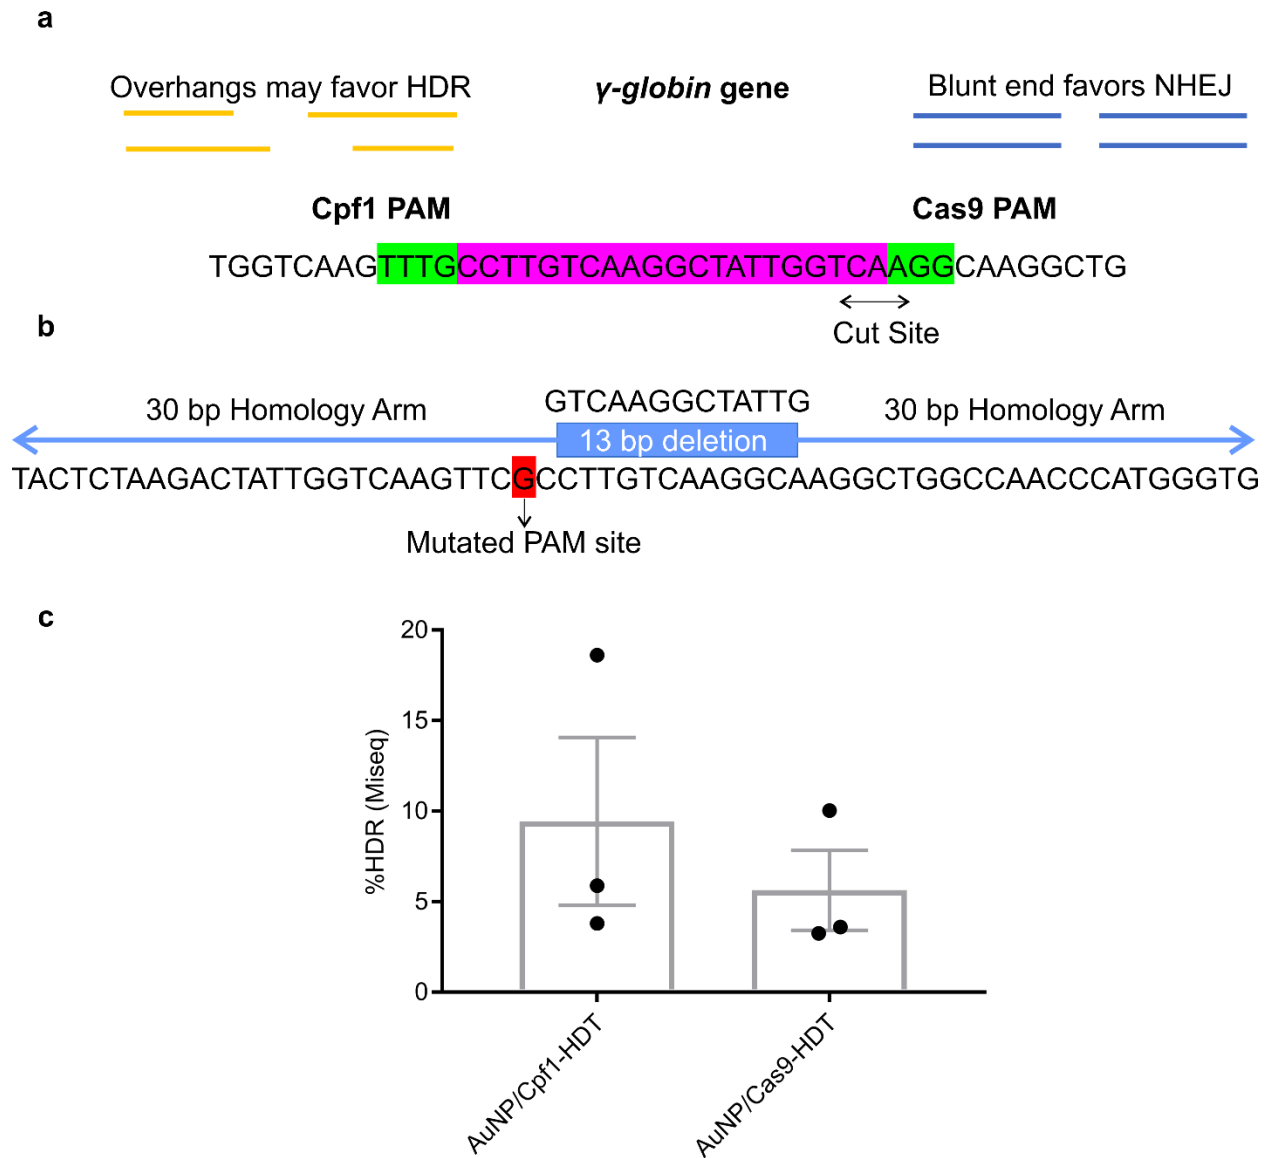 a
Overhangs may favor HDR
γ-globin gene
Blunt end favors NHEJ
Cpf1 PAM
Cas9 PAM
TGGTCAAGTTTGCCTTGTCAAGGCTATTGGTCAAGGCAAGGCTG
Cut Site
b
GTCAAGGCTATTG
30 bp Homology Arm
30 bp Homology Arm
13 bp deletion
TACTCTAAGACTATTGGTCAAGTTCGCCTTGTCAAGGCAAGGCTGGCCAACCCATGGGTG
Mutated PAM site
c
%HDR (Miseq)
20
15
10
5
0
AuNP/Cpf1-HDT
AuNP/Cas9-HDT